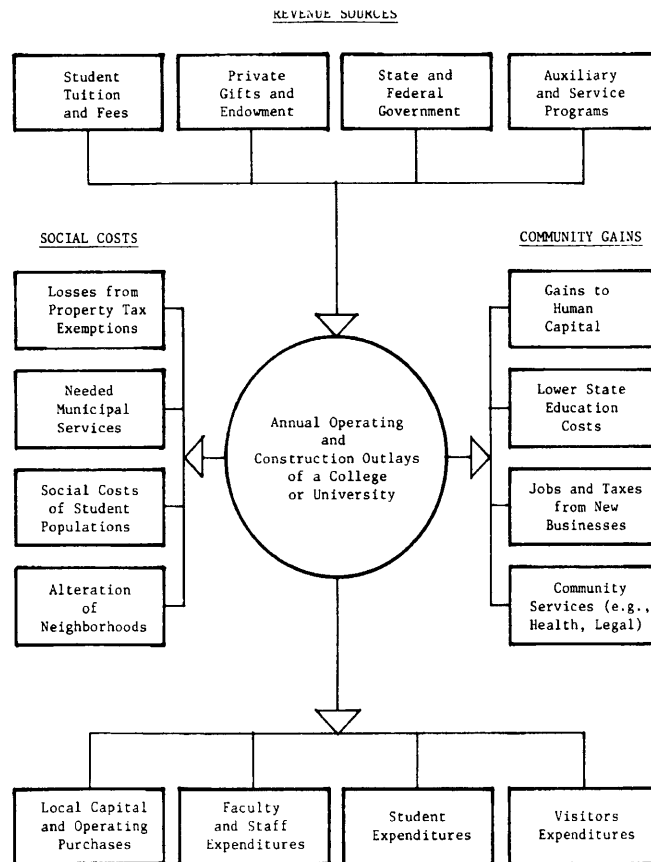 REVENUE SOURCES
Student
Tuition
and Fees
Private
Gifts and
Endowment
State and
Federal
Government
Auxiliary
and Service
Programs
SOCIAL COSTS
Losses from
Property Tax
Exemptions
Needed
Municipal
Services
Social Costs
of Student
Populations
Alteration
of
Neighborhoods
Annual Operating
and
Construction Outlays
of a College
or University
COMMUNITY GAINS
Gains to
Human
Capital
Lower State
Education
Costs
Jobs and Taxes
from New
Businesses
Community
Services (e.g.,
Health, Legal)
Local Capital
and Operating
Purchases
Faculty
and Staff
Expenditures
Student
Expenditures
Visitors
Expenditures